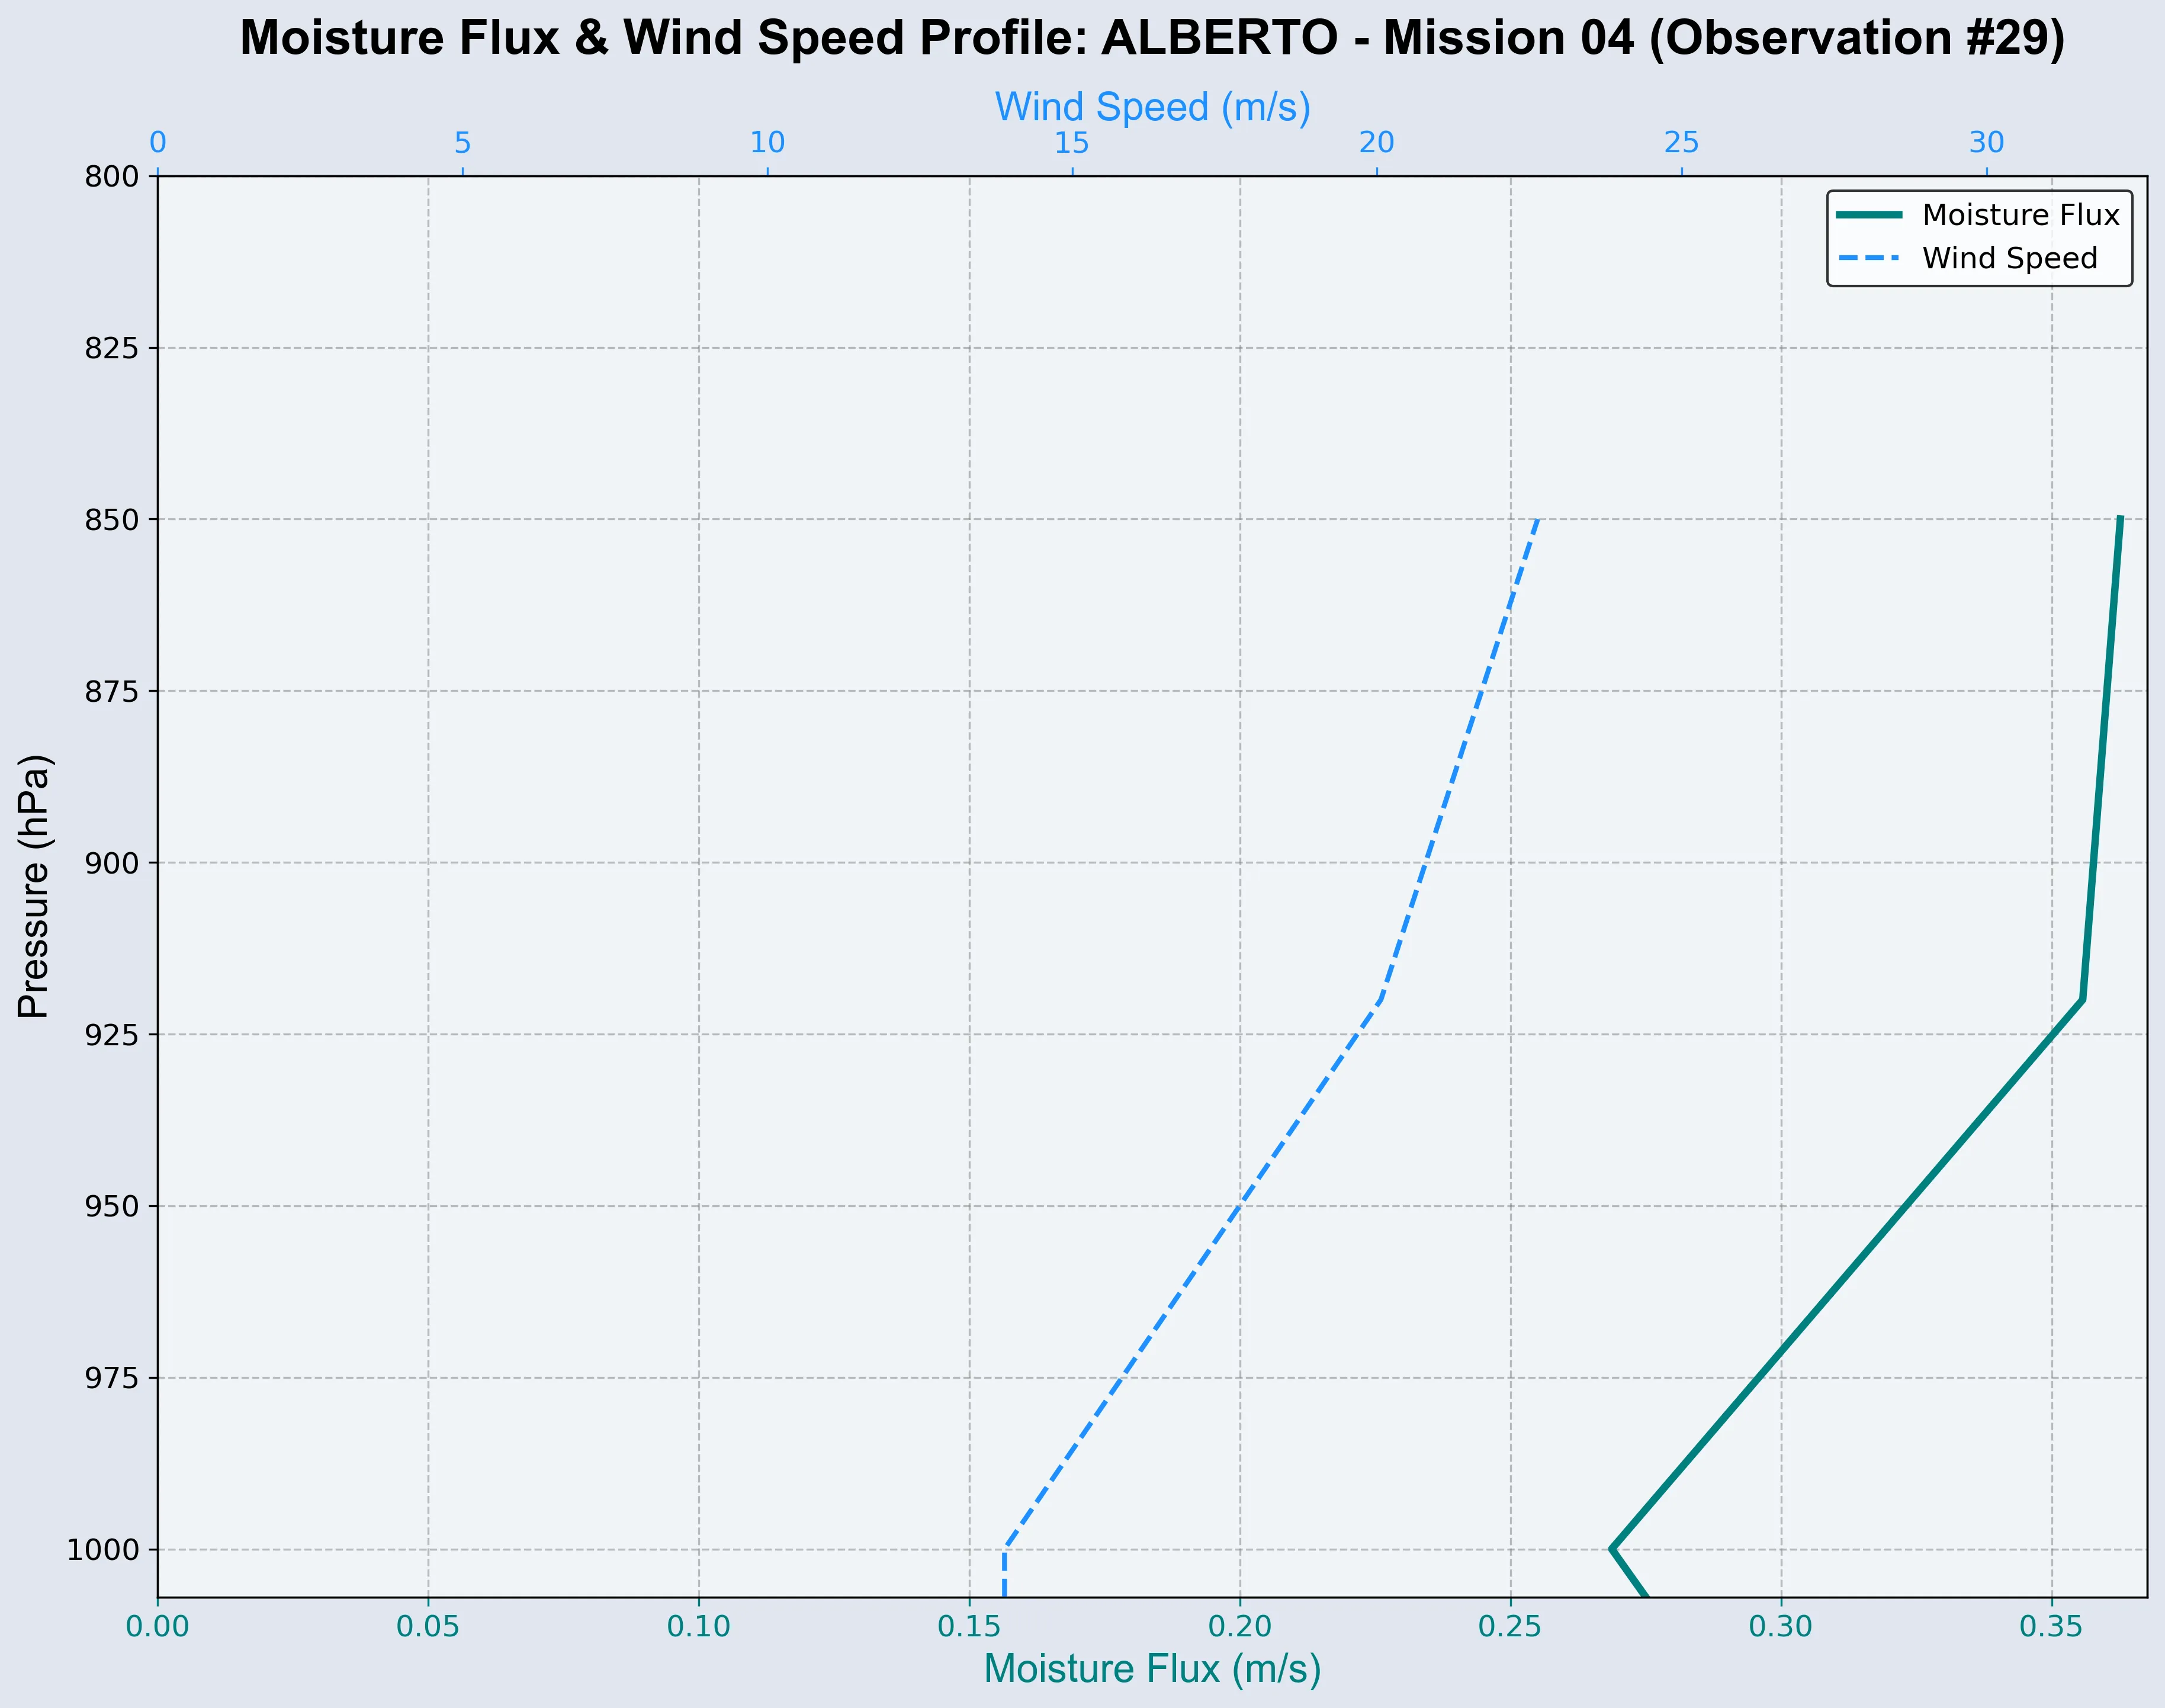 Moisture Flux & Wind Speed Profile: ALBERTO - Mission 04 (Observation #29)
Wind Speed (m/s)
0 5 10 15 20 25 30
Moisture Flux
Wind Speed
Pressure (hPa)
800
825
850
875
900
925
950
975
1000
0.00 0.05 0.10 0.15 0.20 0.25 0.30 0.35
Moisture Flux (m/s)